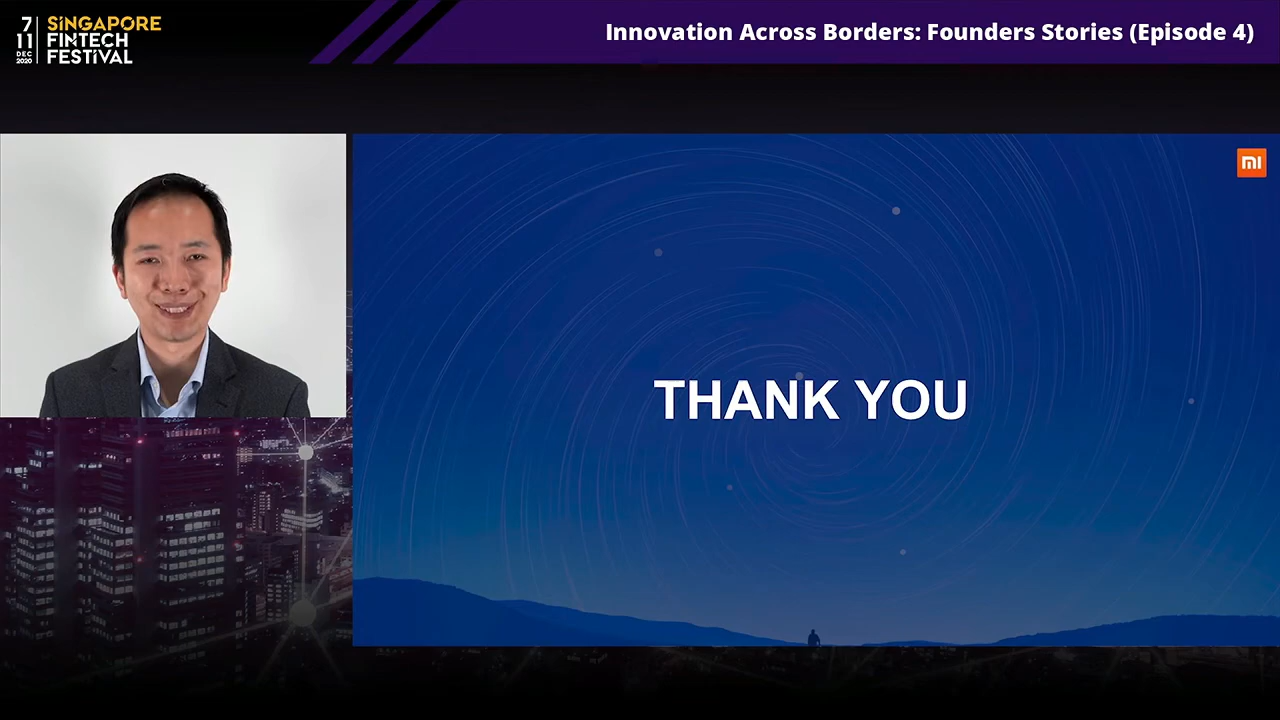 7
11
DEC
2020
SiNGAPORE
FiNTECH
FESTiVAL
Innovation Across Borders: Founders Stories (Episode 4)
mi
THANK YOU